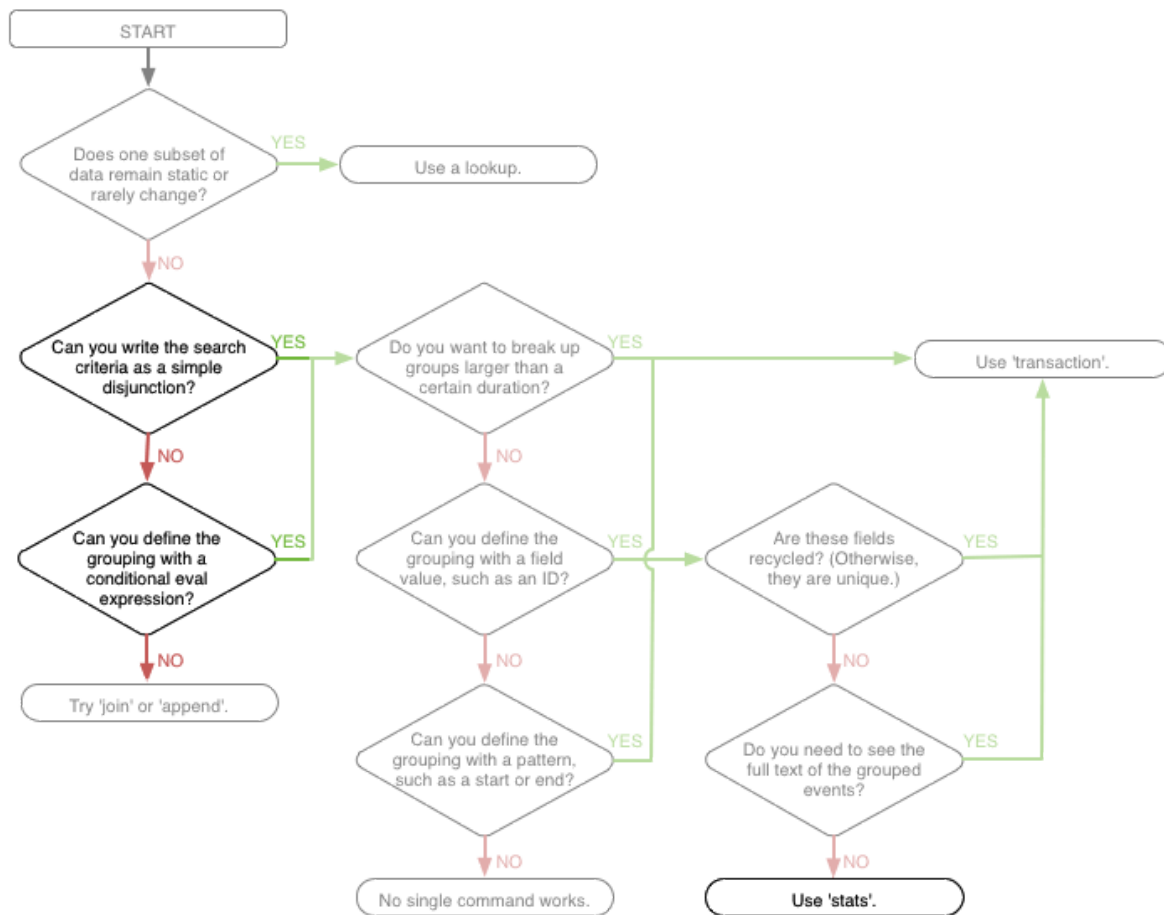 START
Does one subset of
data remain static or
rarely change?
YES
Use a lookup.
NO
Can you write the search
criteria as a simple
disjunction?
YES
Do you want to break up
groups larger than a
certain duration?
YES
Use 'transaction'.
NO
NO
Can you define the
grouping with a
conditional eval
expression?
YES
Can you define the
grouping with a field
value, such as an ID?
YES
Are these fields
recycled? (Otherwise,
they are unique.)
YES
NO
NO
NO
Try 'join' or 'append'.
Can you define the
grouping with a pattern,
such as a start or end?
YES
Do you need to see the
full text of the grouped
events?
YES
NO
NO
No single command works.
Use 'stats'.